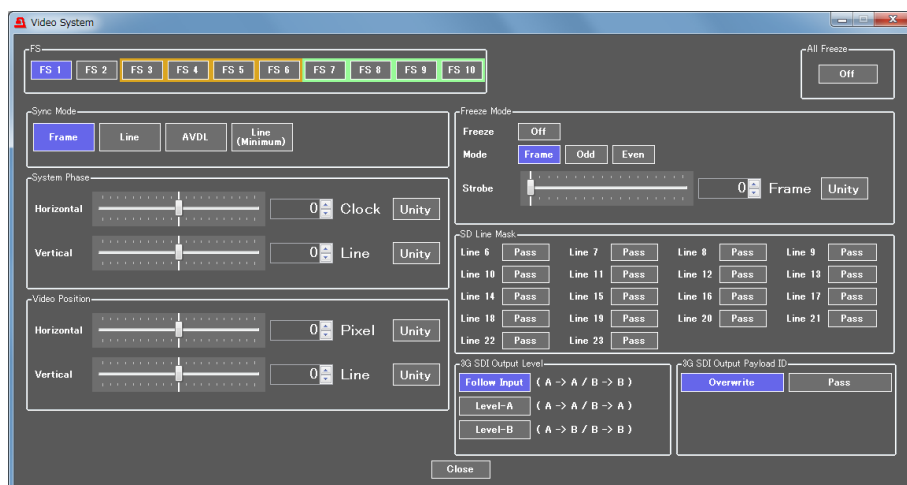 Video System
FS
FS 1 FS 2 FS 3 FS 4 FS 5 FS 6 FS 7 FS 8 FS 9 FS 10
All Freeze
Off
Sync Mode
Frame Line AVDL Line (Minimum)
System Phase
Horizontal 0 Clock Unity
Vertical 0 Line Unity
Video Position
Horizontal 0 Pixel Unity
Vertical 0 Line Unity
Freeze Mode
Freeze Off
Mode Frame Odd Even
Strobe 0 Frame Unity
SD Line Mask
Line 6 Pass Line 7 Pass Line 8 Pass Line 9 Pass
Line 10 Pass Line 11 Pass Line 12 Pass Line 13 Pass
Line 14 Pass Line 15 Pass Line 16 Pass Line 17 Pass
Line 18 Pass Line 19 Pass Line 20 Pass Line 21 Pass
Line 22 Pass Line 23 Pass
3G SDI Output Level
Follow Input ( A -> A / B -> B )
Level-A ( A -> A / B -> A )
Level-B ( A -> B / B -> B )
3G SDI Output Payload ID
Overwrite Pass
Close